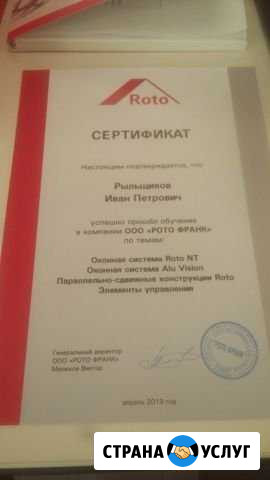 Roto
СЕРТИФИКАТ
Настоящим подтверждается, что
Рыльщиков
Иван Петрович
успешно прошёл обучение
в компании ООО «РОТО ФРАНК»
по темам:
Оконная система Roto NT
Оконная система Alu Vision
Параллельно-сдвижные конструкции Roto
Элементы управления
Генеральный директор
ООО «РОТО ФРАНК»
Виктор
апрель 2013 год
СТРАНА УСЛУГ